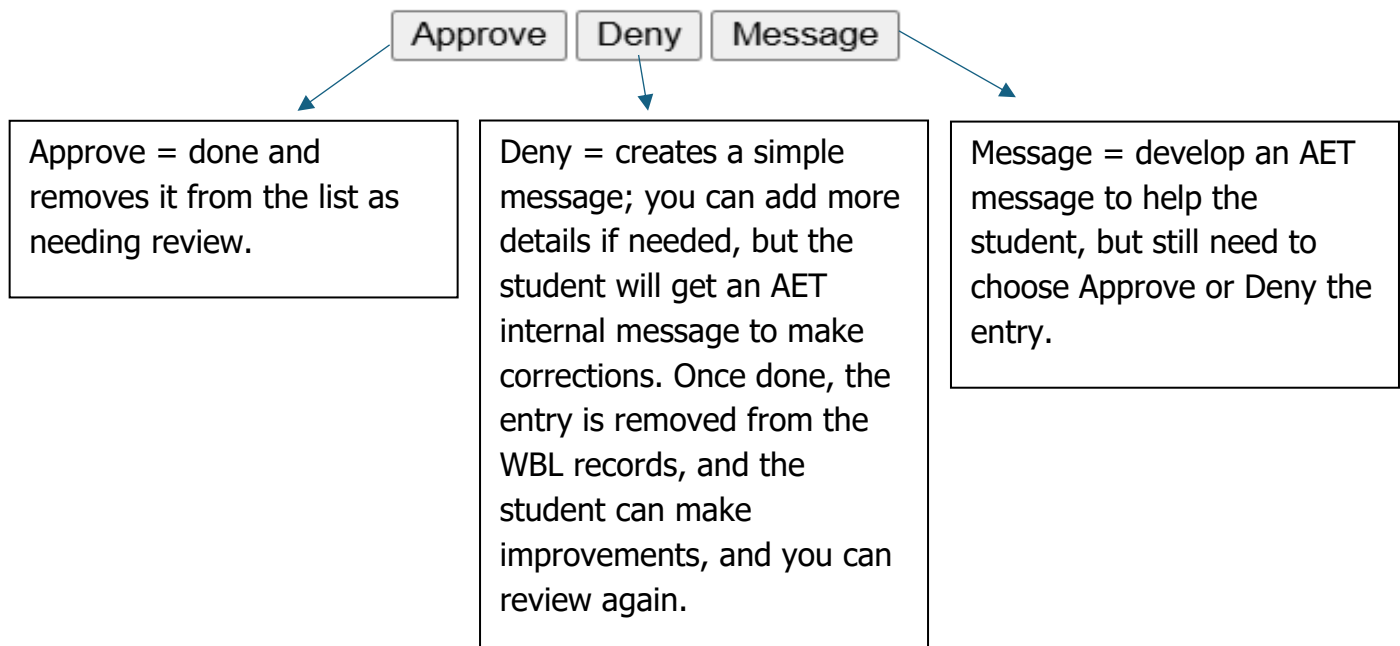 Approve Deny Message
Approve = done and
removes it from the list as
needing review.
Deny = creates a simple
message; you can add more
details if needed, but the
student will get an AET
internal message to make
corrections. Once done, the
entry is removed from the
WBL records, and the
student can make
improvements, and you can
review again.
Message = develop an AET
message to help the
student, but still need to
choose Approve or Deny the
entry.